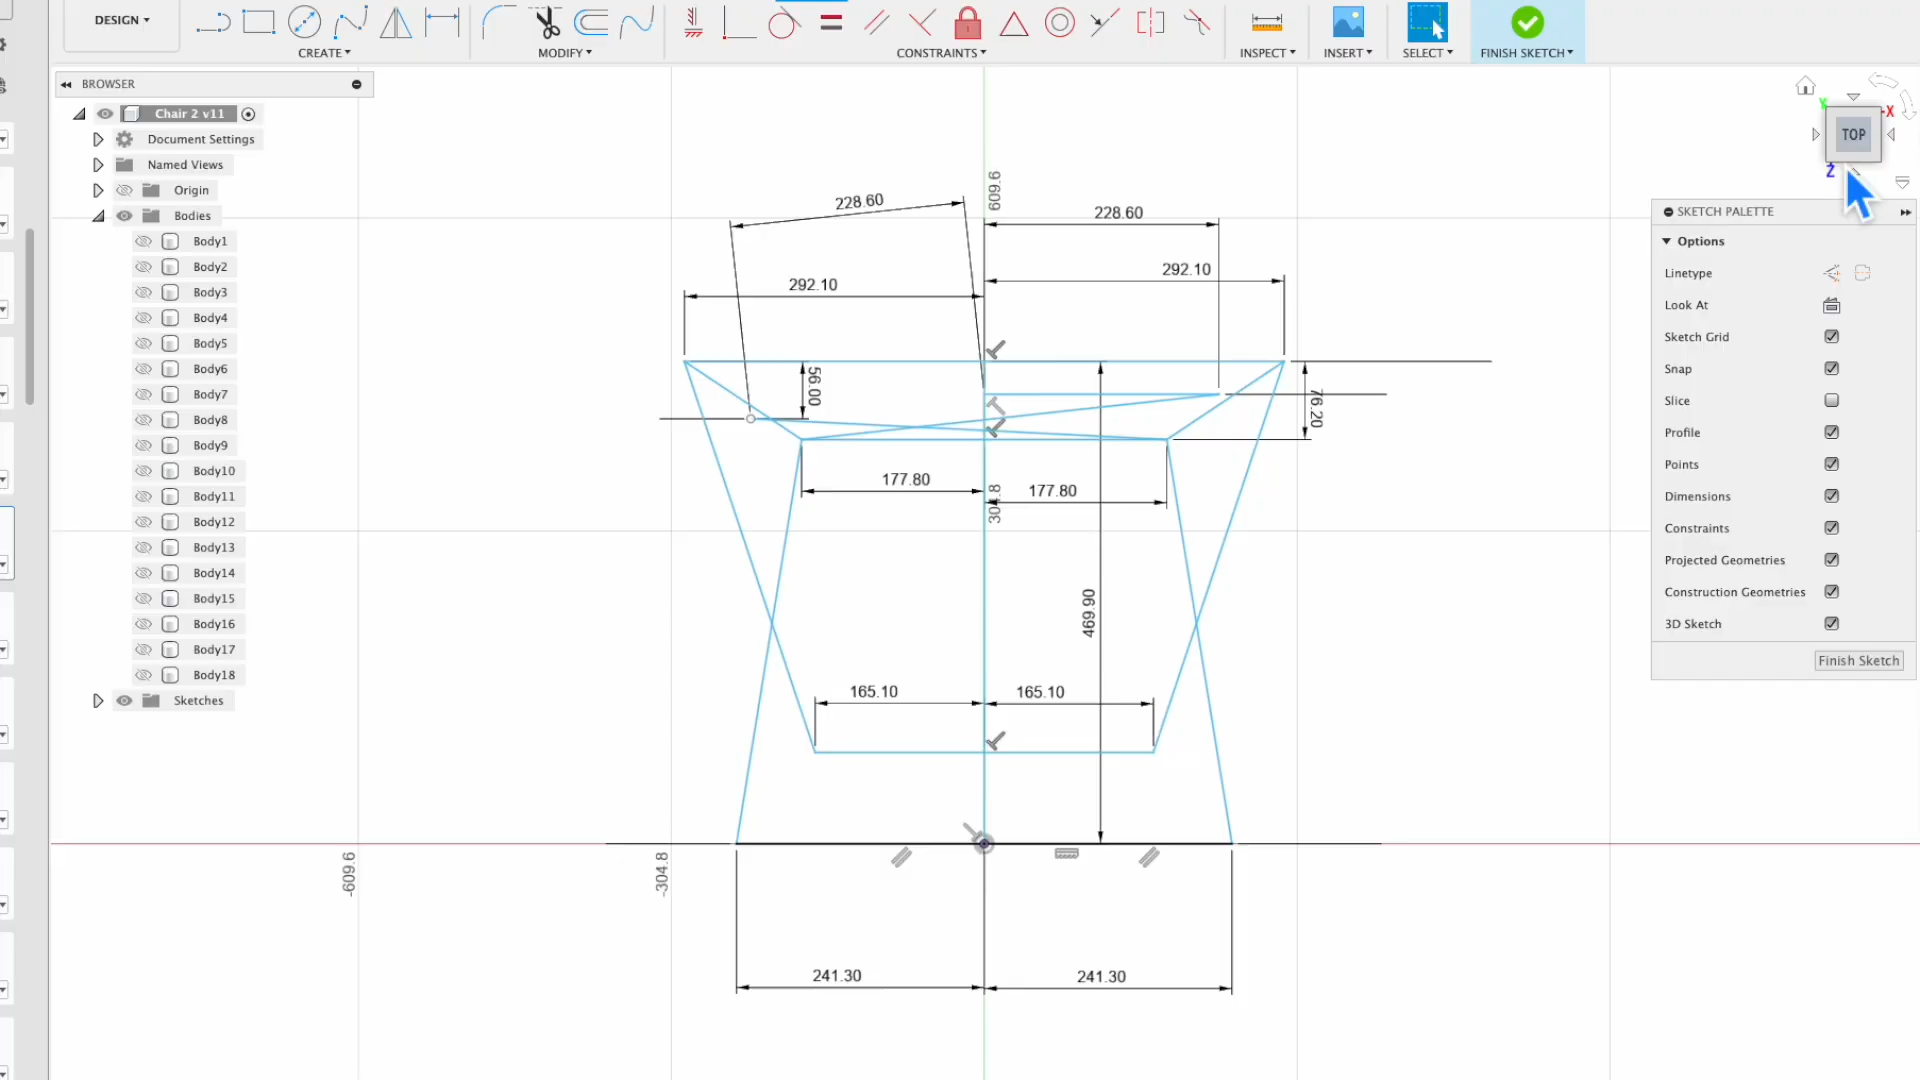 DESIGN ▾
CREATE ▾
MODIFY ▾
CONSTRAINTS ▾
INSPECT ▾
INSERT ▾
SELECT ▾
FINISH SKETCH ▾
BROWSER
Chair 2 v11
Document Settings
Named Views
Origin
Bodies
Body1
Body2
Body3
Body4
Body5
Body6
Body7
Body8
Body9
Body10
Body11
Body12
Body13
Body14
Body15
Body16
Body17
Body18
Sketches
228.60
609.6
228.60
292.10
292.10
56.00
76.20
177.80
177.80
469.90
165.10
165.10
-609.6
-304.8
241.30
241.30
Y
-X
TOP
Z
SKETCH PALETTE
Options
Linetype
Look At
Sketch Grid
Snap
Slice
Profile
Points
Dimensions
Constraints
Projected Geometries
Construction Geometries
3D Sketch
Finish Sketch